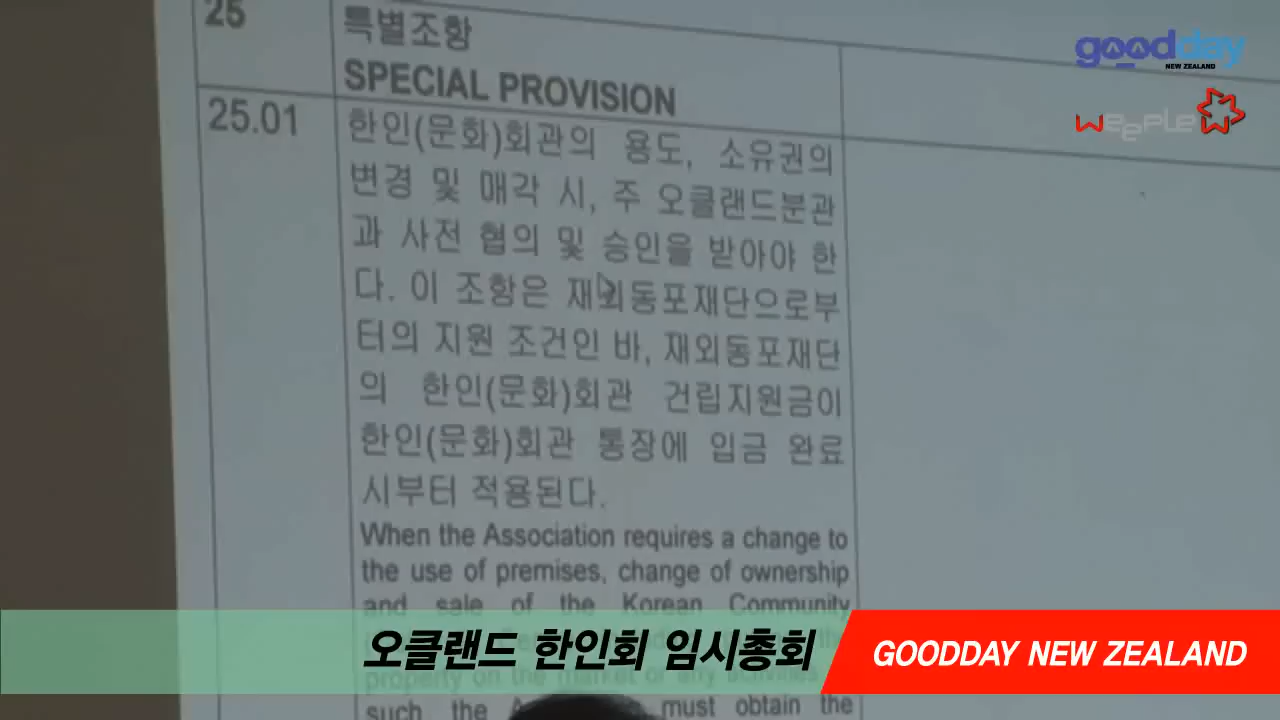 25
특별조항
SPECIAL PROVISION
25.01
한인(문화)회관의 용도, 소유권의
변경 및 매각 시, 주 오클랜드분관
과 사전 협의 및 승인을 받아야 한
다. 이 조항은 재외동포재단으로부
터의 지원 조건인 바, 재외동포재단
의 한인(문화)회관 건립지원금이
한인(문화)회관 통장에 입금 완료
시부터 적용된다.
When the Association requires a change to
the use of premises, change of ownership
and sale of the Korean Community
property on the market or any activities
such the must obtain the
goodday
NEW ZEALAND
weeple
오클랜드 한인회 임시총회
GOODDAY NEW ZEALAND